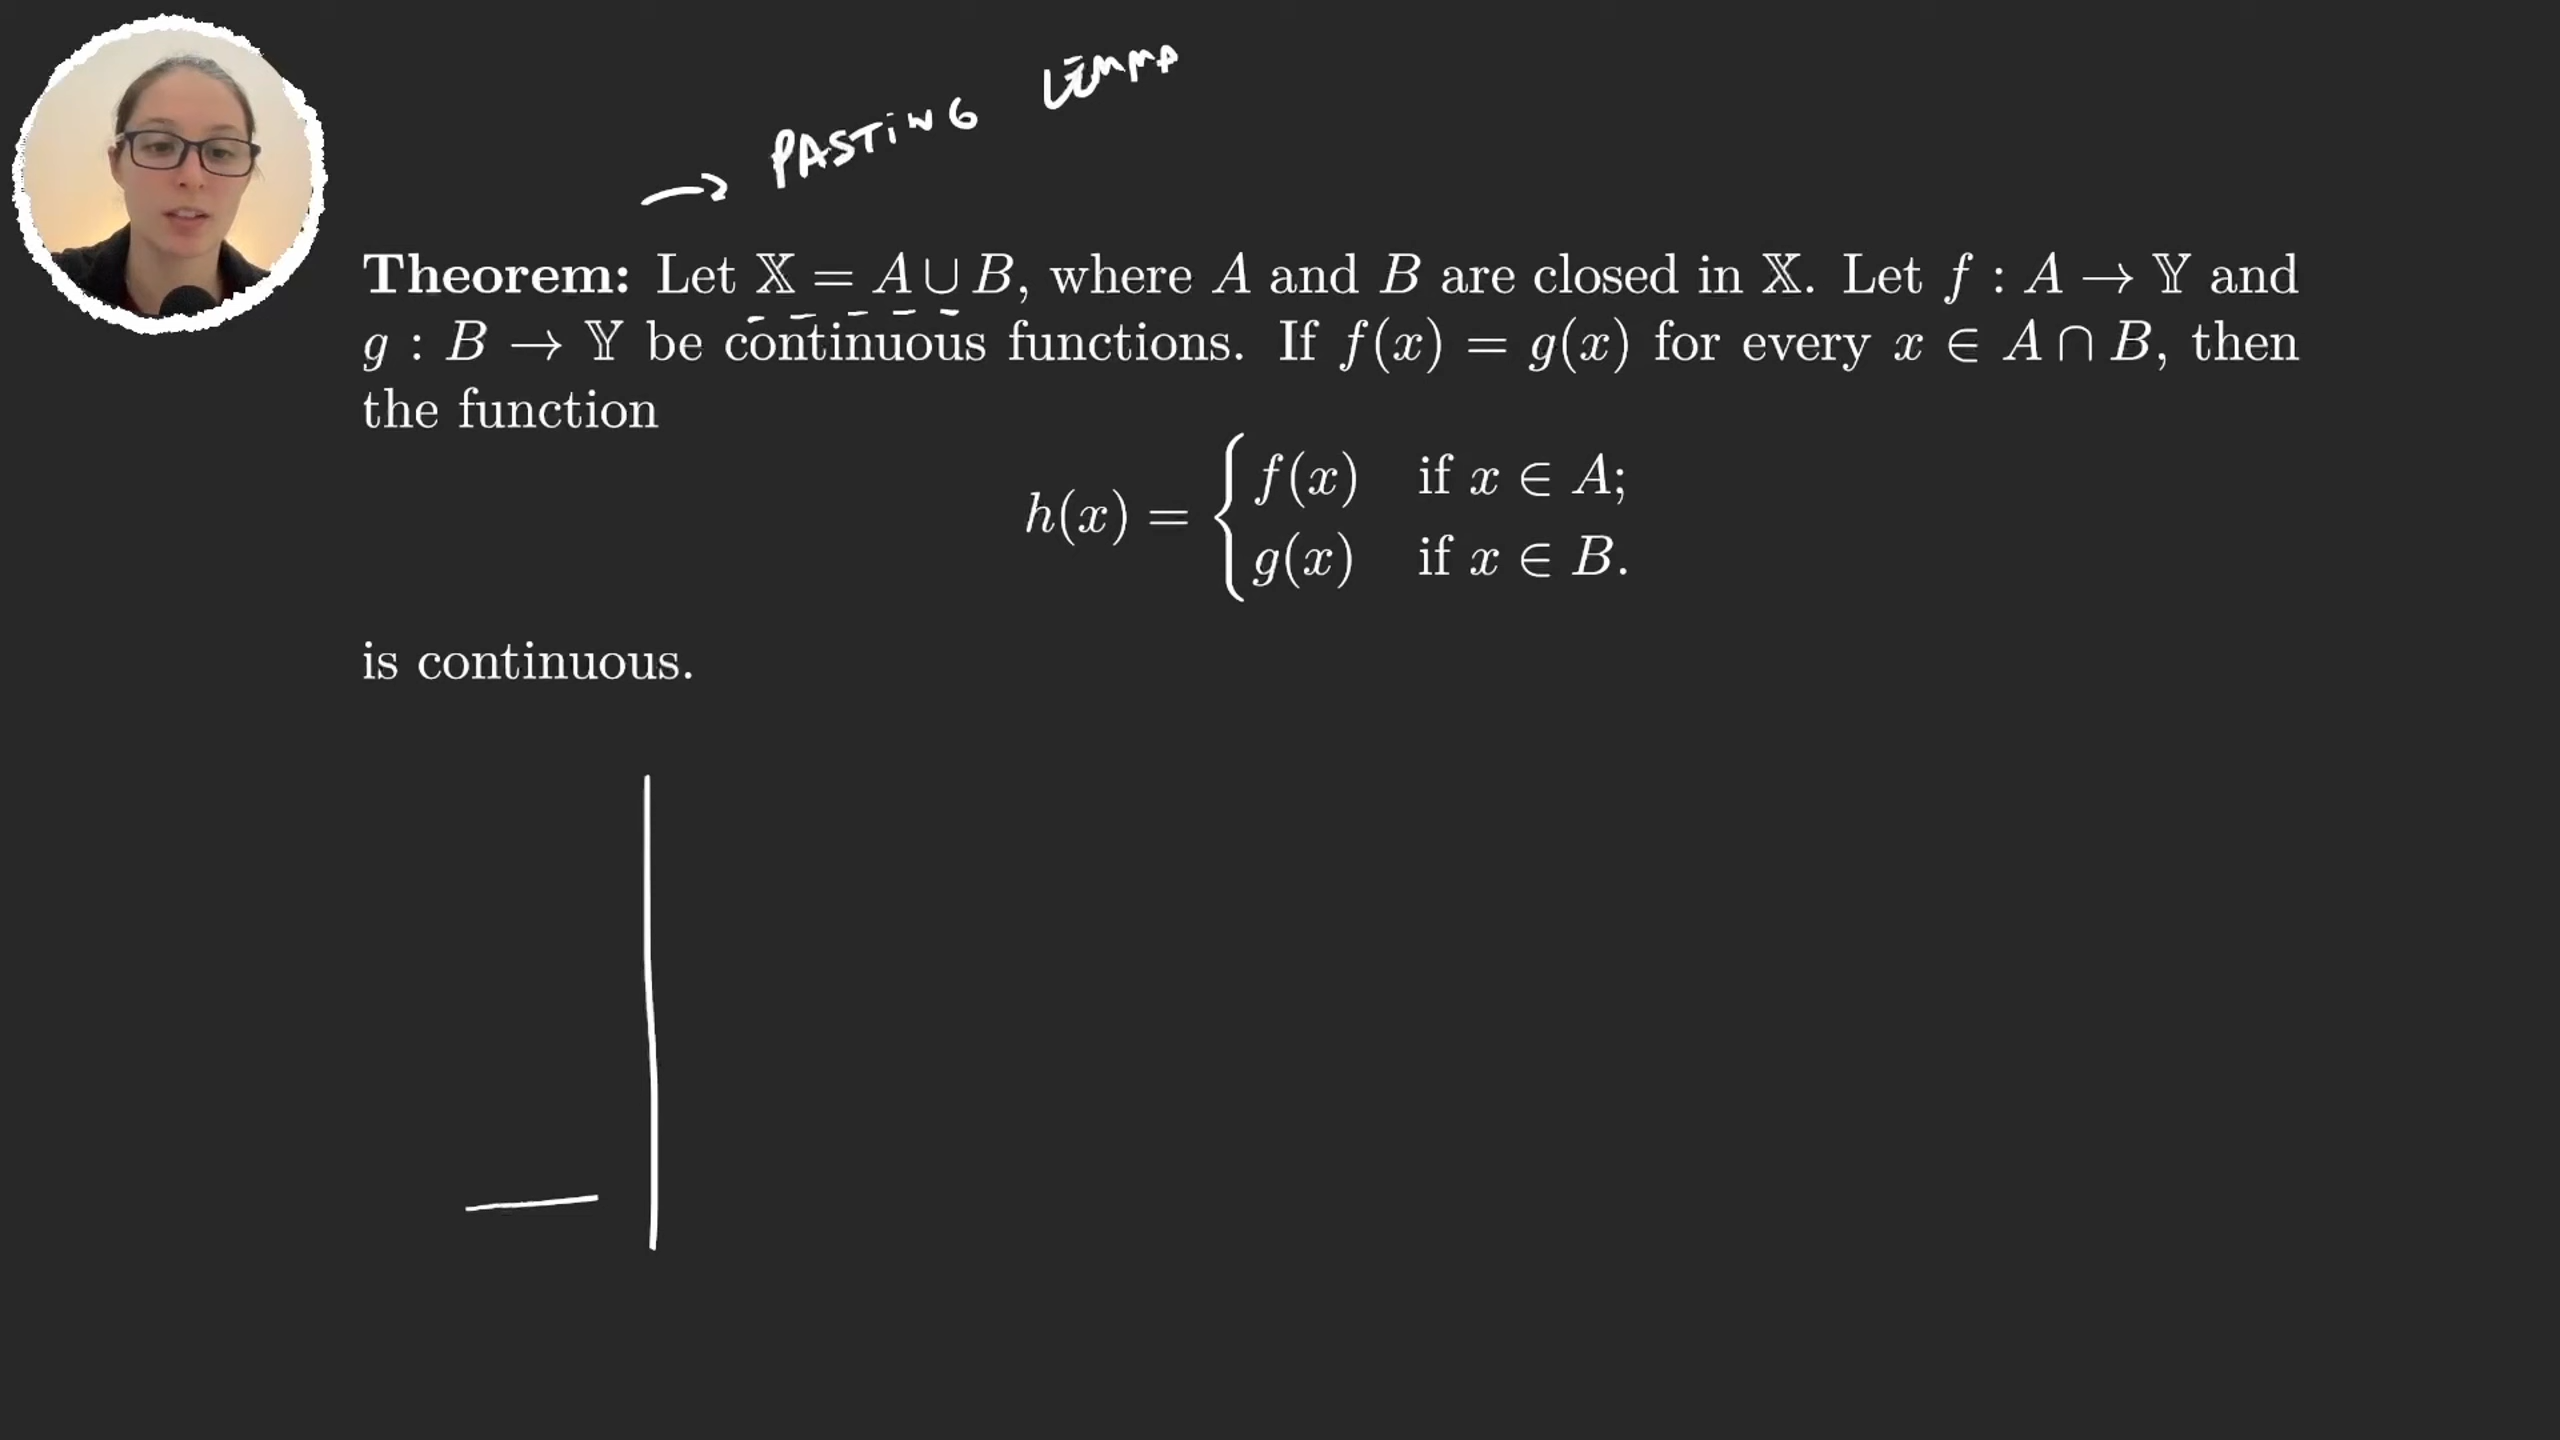 → PASTING LEMMA
Theorem: Let 𝕏 = A ∪ B, where A and B are closed in 𝕏. Let f : A → 𝕐 and
g : B → 𝕐 be continuous functions. If f(x) = g(x) for every x ∈ A ∩ B, then
the function
h(x) = { f(x) if x ∈ A;
g(x) if x ∈ B.
is continuous.